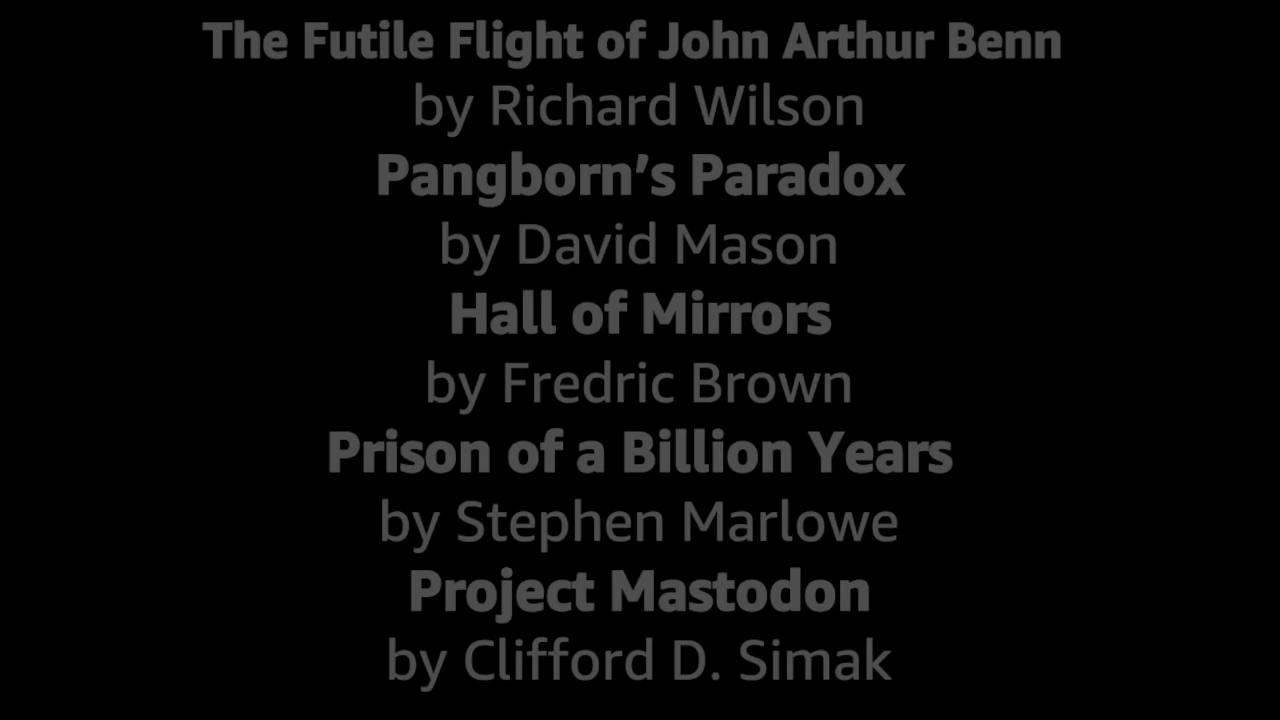 The Futile Flight of John Arthur Benn
by Richard Wilson
Pangborn’s Paradox
by David Mason
Hall of Mirrors
by Fredric Brown
Prison of a Billion Years
by Stephen Marlowe
Project Mastodon
by Clifford D. Simak